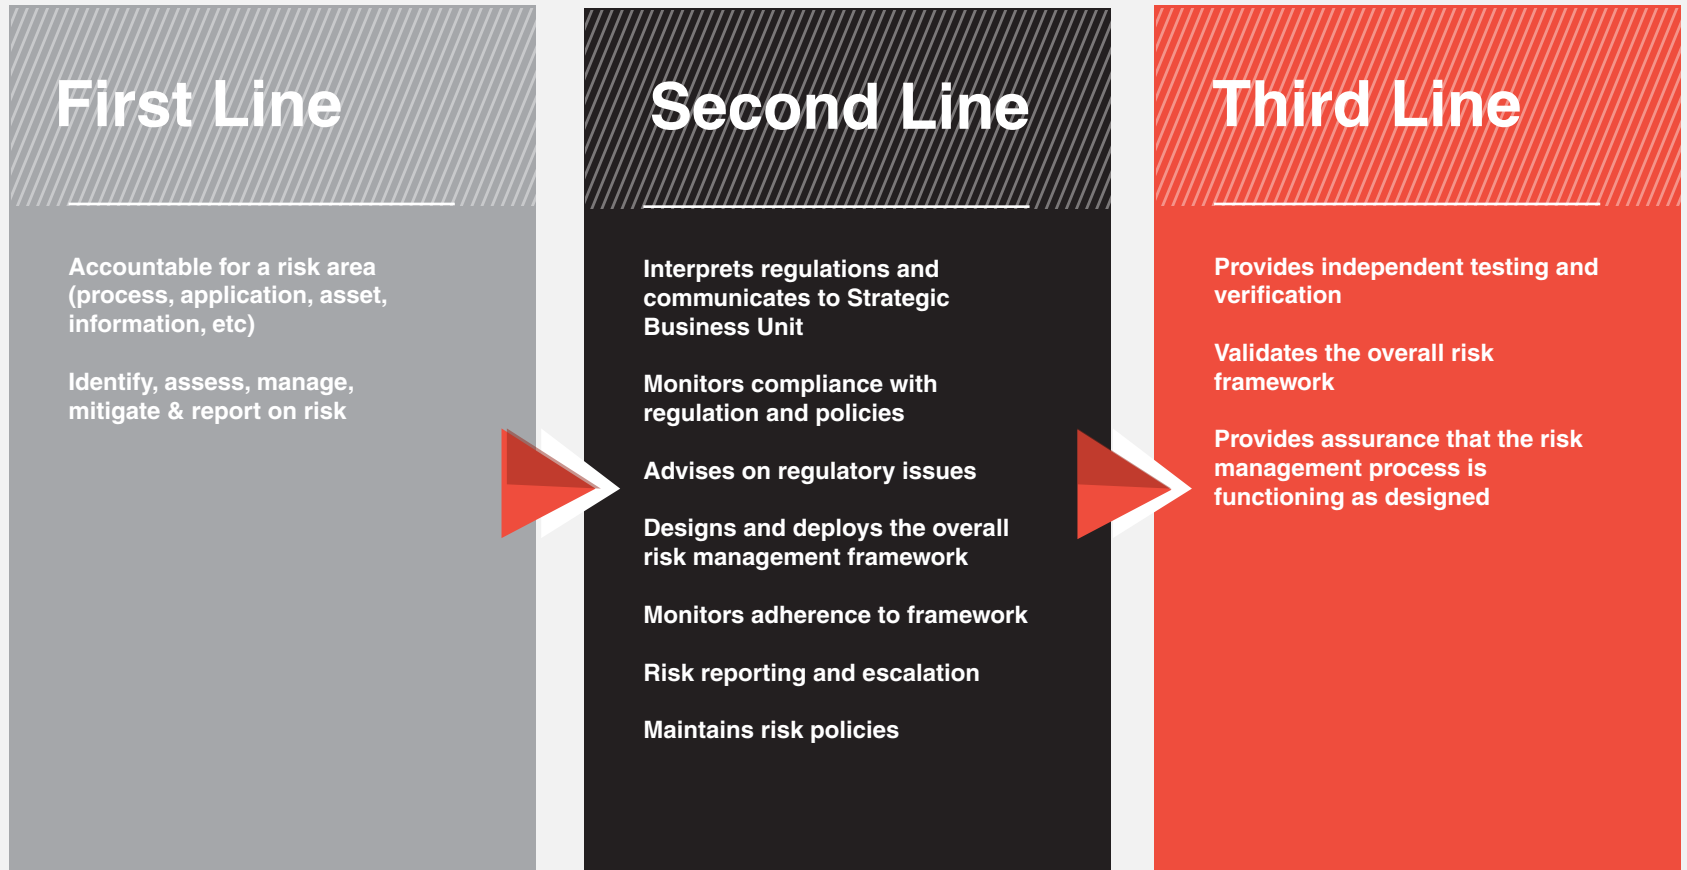 First Line
Accountable for a risk area
(process, application, asset,
information, etc)
Identify, assess, manage,
mitigate & report on risk
Second Line
Interprets regulations and
communicates to Strategic
Business Unit
Monitors compliance with
regulation and policies
Advises on regulatory issues
Designs and deploys the overall
risk management framework
Monitors adherence to framework
Risk reporting and escalation
Maintains risk policies
Third Line
Provides independent testing and
verification
Validates the overall risk
framework
Provides assurance that the risk
management process is
functioning as designed